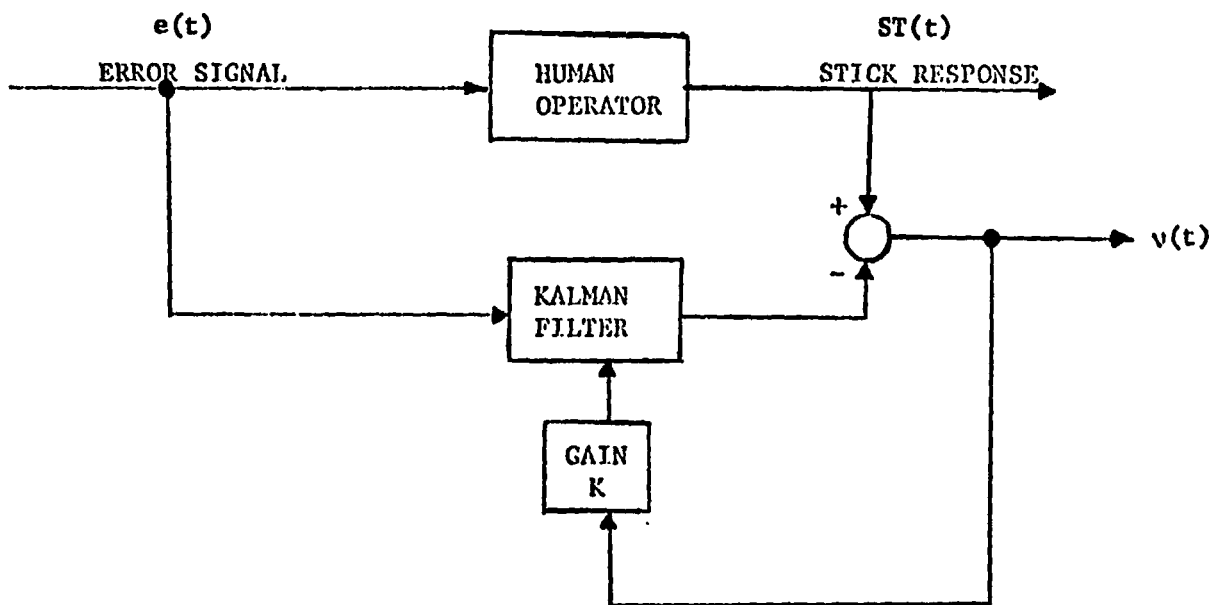 e(t)
ST(t)
ERROR SIGNAL
HUMAN
OPERATOR
STICK RESPONSE
+
-
ν(t)
KALMAN
FILTER
GAIN
K